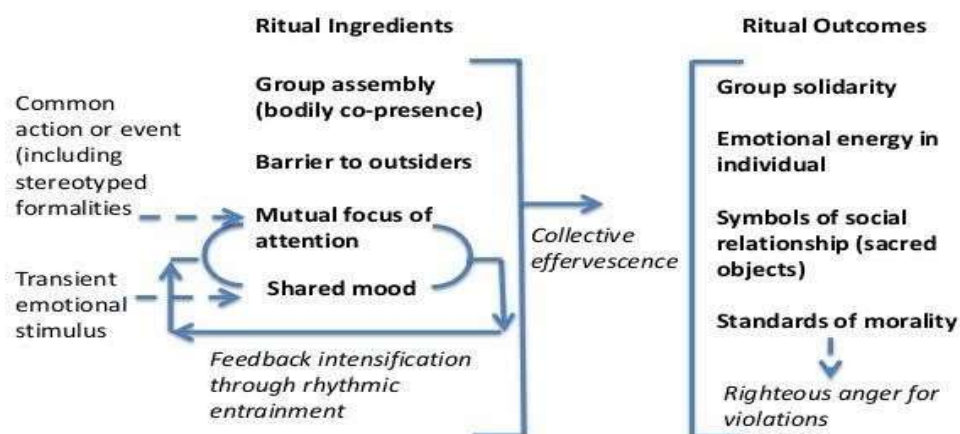 Ritual Ingredients
Group assembly
(bodily co-presence)
Barrier to outsiders
Mutual focus of
attention
Shared mood
Common
action or event
(including
stereotyped
formalities
Transient
emotional
stimulus
Feedback intensification
through rhythmic
entrainment
Collective
effervescence
Ritual Outcomes
Group solidarity
Emotional energy in
individual
Symbols of social
relationship (sacred
objects)
Standards of morality
Righteous anger for
violations